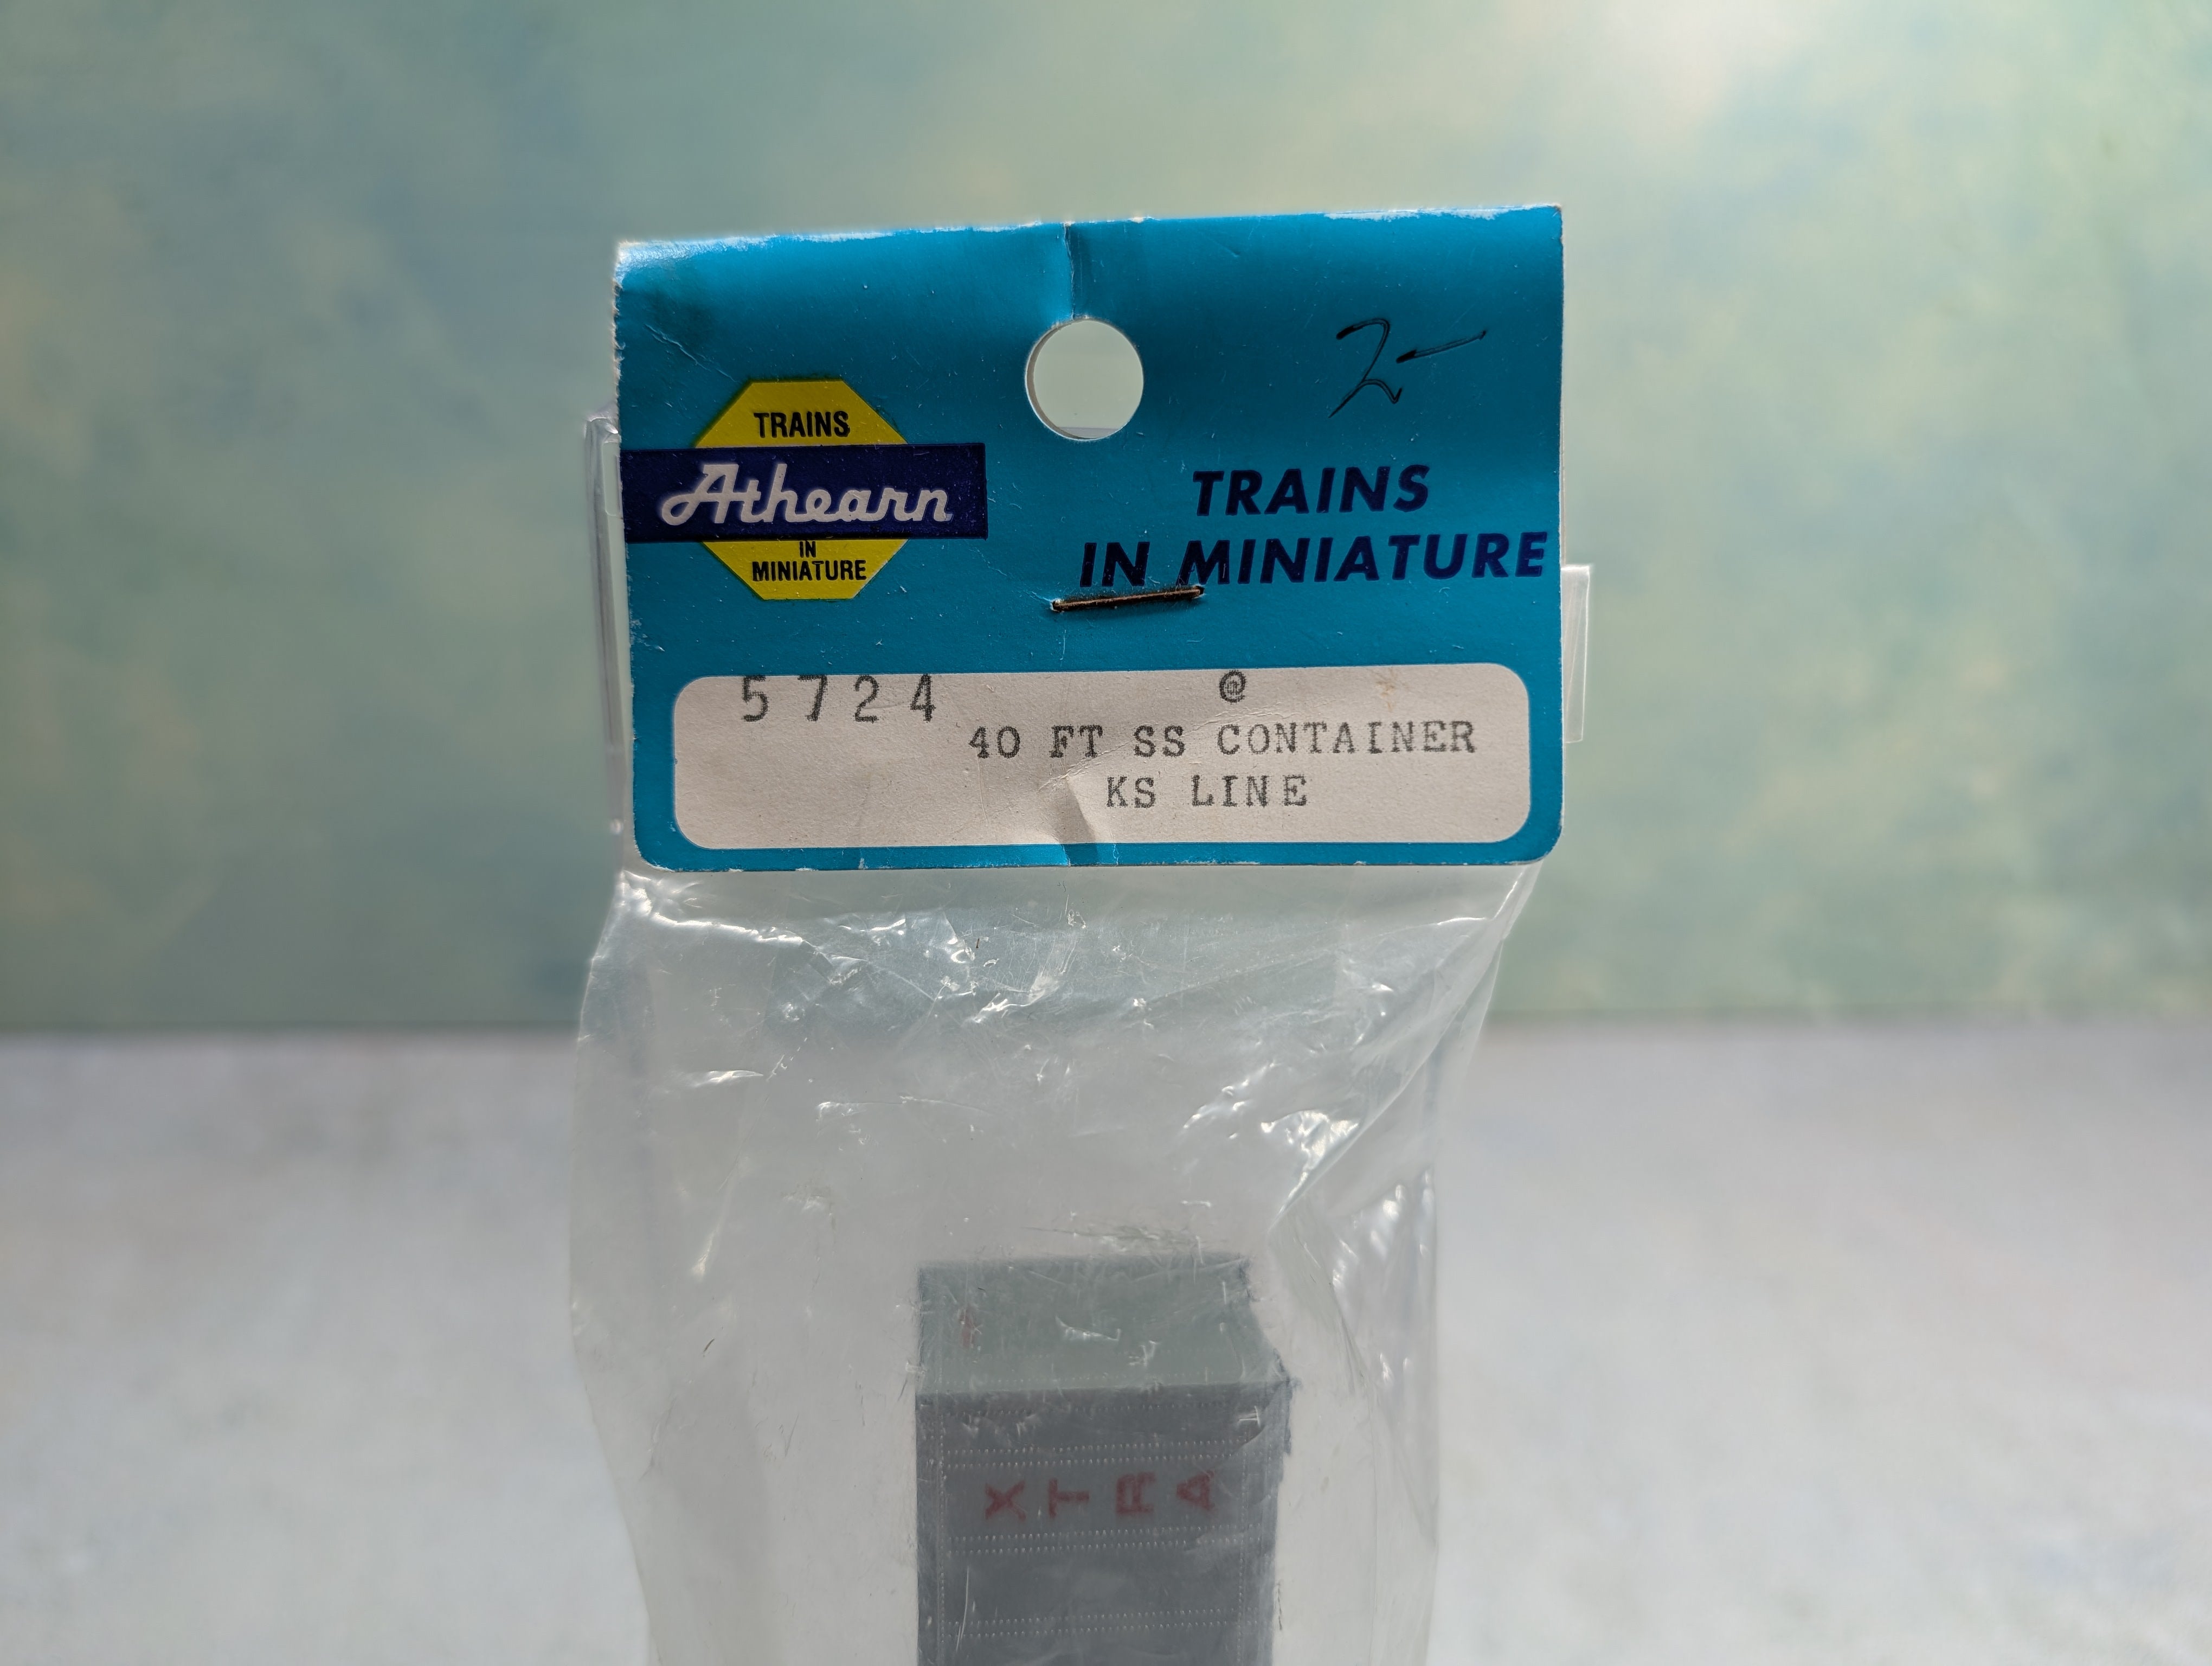 2-
TRAINS
Athearn
IN
MINIATURE
TRAINS
IN MINIATURE
5724 @
40 FT SS CONTAINER
KS LINE
XTRA